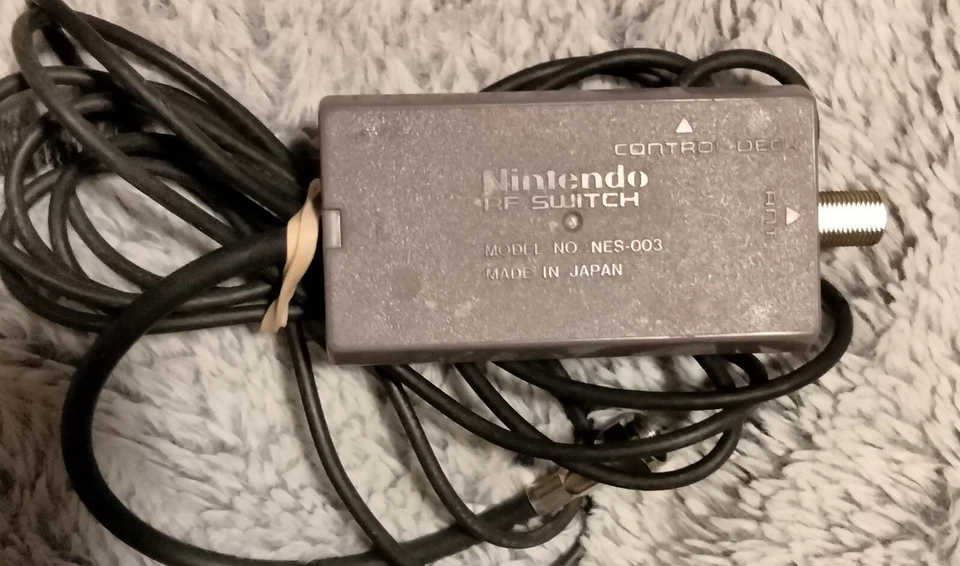 CONTROL DECK
Nintendo
RF SWITCH
ANT
MODEL NO. NES-003
MADE IN JAPAN